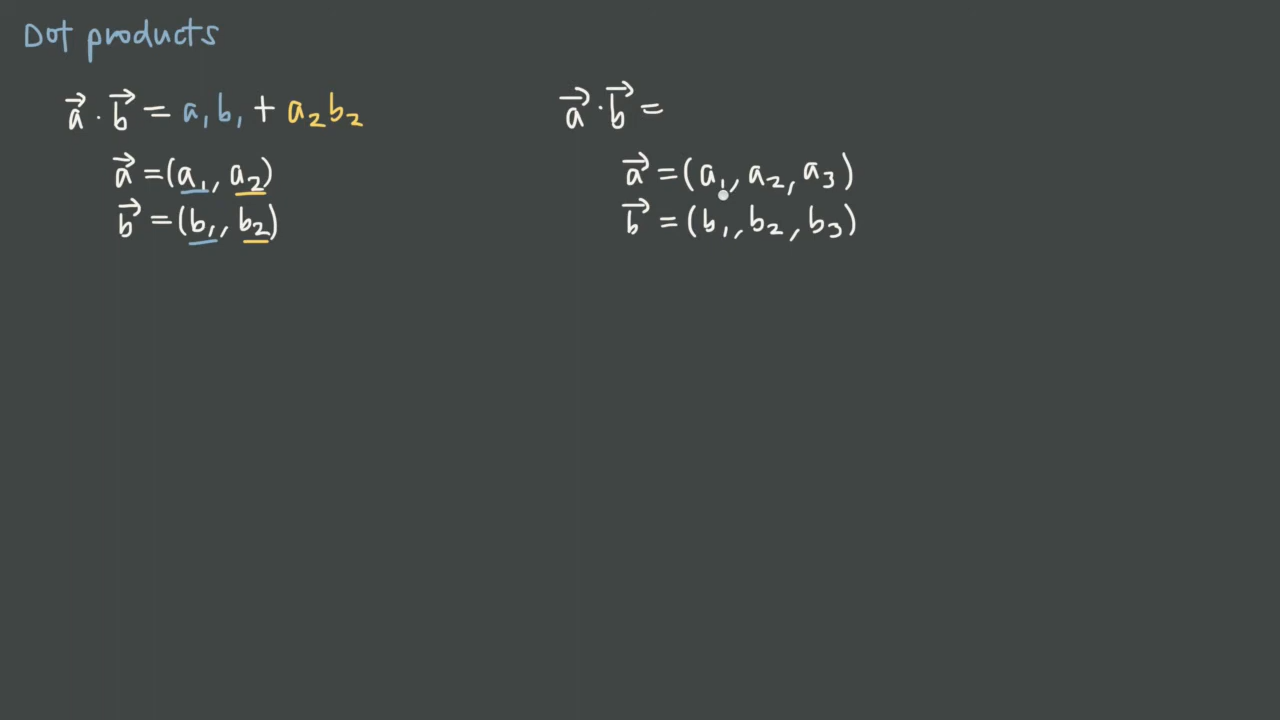 Dot products
a⃗ · b⃗ = a₁b₁ + a₂b₂
a⃗ = (a₁, a₂)
b⃗ = (b₁, b₂)
a⃗ · b⃗ =
a⃗ = (a₁, a₂, a₃)
b⃗ = (b₁, b₂, b₃)